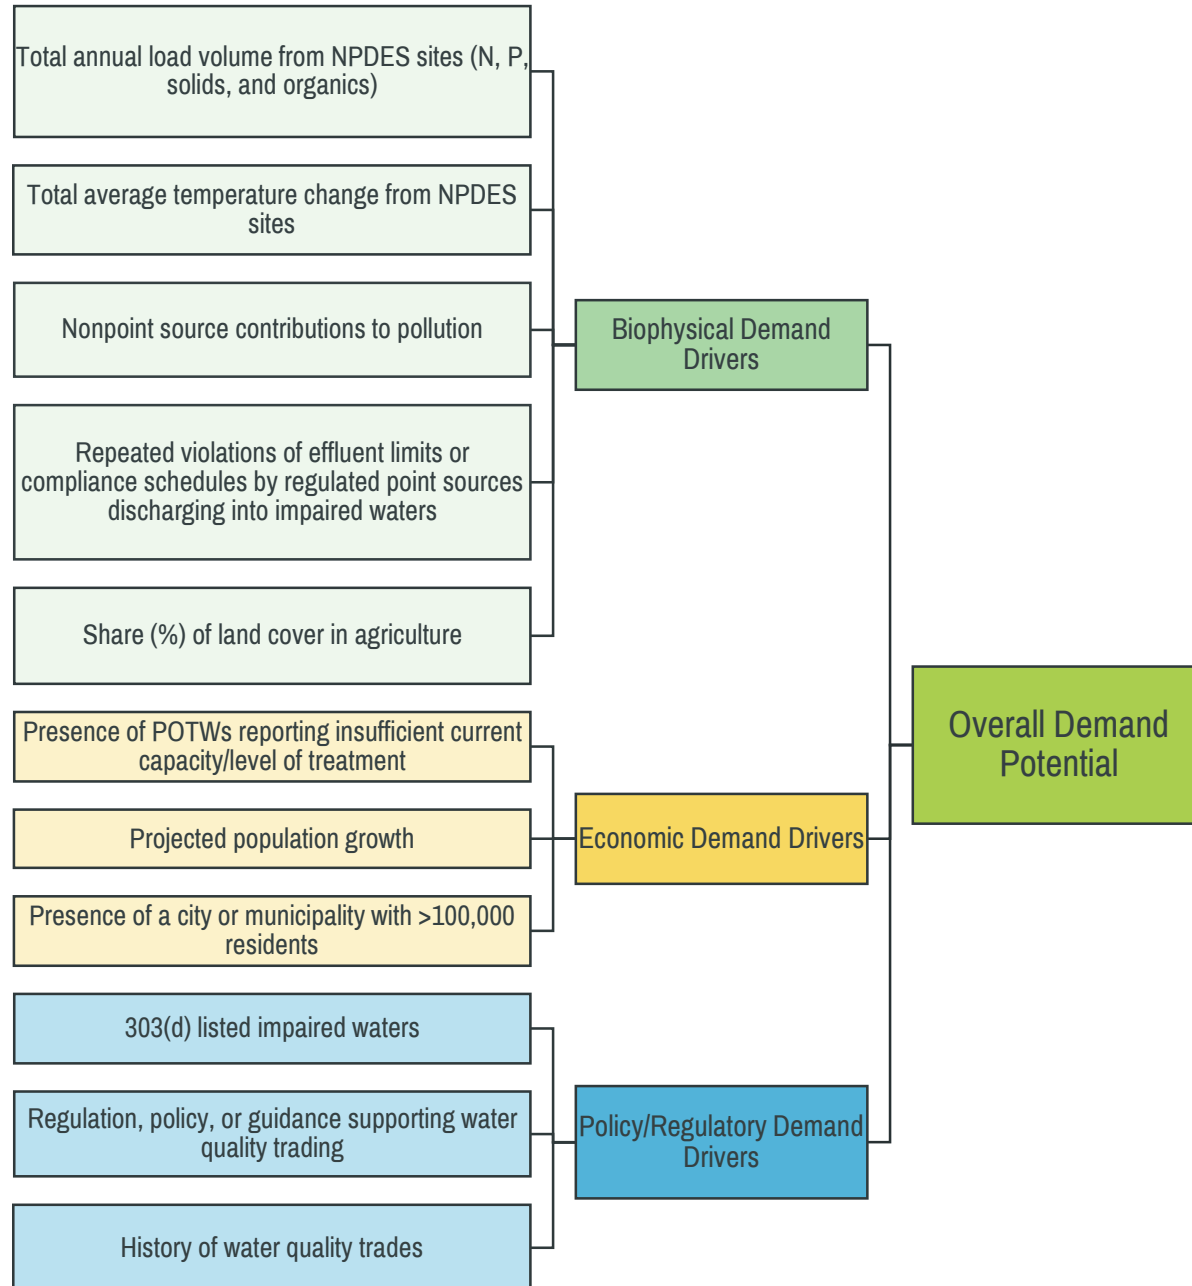 Total annual load volume from NPDES sites (N, P,
solids, and organics)
Total average temperature change from NPDES
sites
Nonpoint source contributions to pollution
Repeated violations of effluent limits or
compliance schedules by regulated point sources
discharging into impaired waters
Share (%) of land cover in agriculture
Presence of POTWs reporting insufficient current
capacity/level of treatment
Projected population growth
Presence of a city or municipality with >100,000
residents
303(d) listed impaired waters
Regulation, policy, or guidance supporting water
quality trading
History of water quality trades
Biophysical Demand
Drivers
Economic Demand Drivers
Policy/Regulatory Demand
Drivers
Overall Demand
Potential